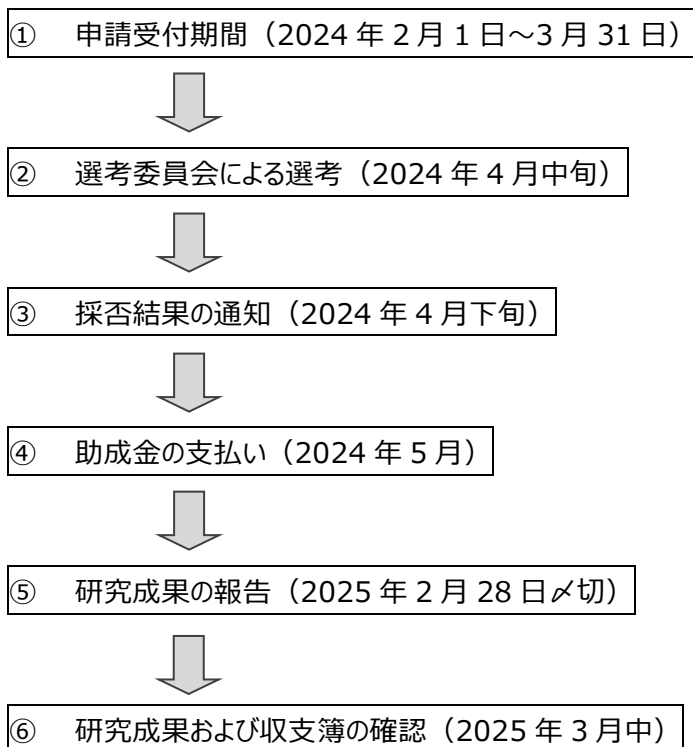 ① 申請受付期間（2024 年 2 月 1 日～3 月 31 日）
② 選考委員会による選考（2024 年 4 月中旬）
③ 採否結果の通知（2024 年 4 月下旬）
④ 助成金の支払い（2024 年 5 月）
⑤ 研究成果の報告（2025 年 2 月 28 日〆切）
⑥ 研究成果および収支簿の確認（2025 年 3 月中）